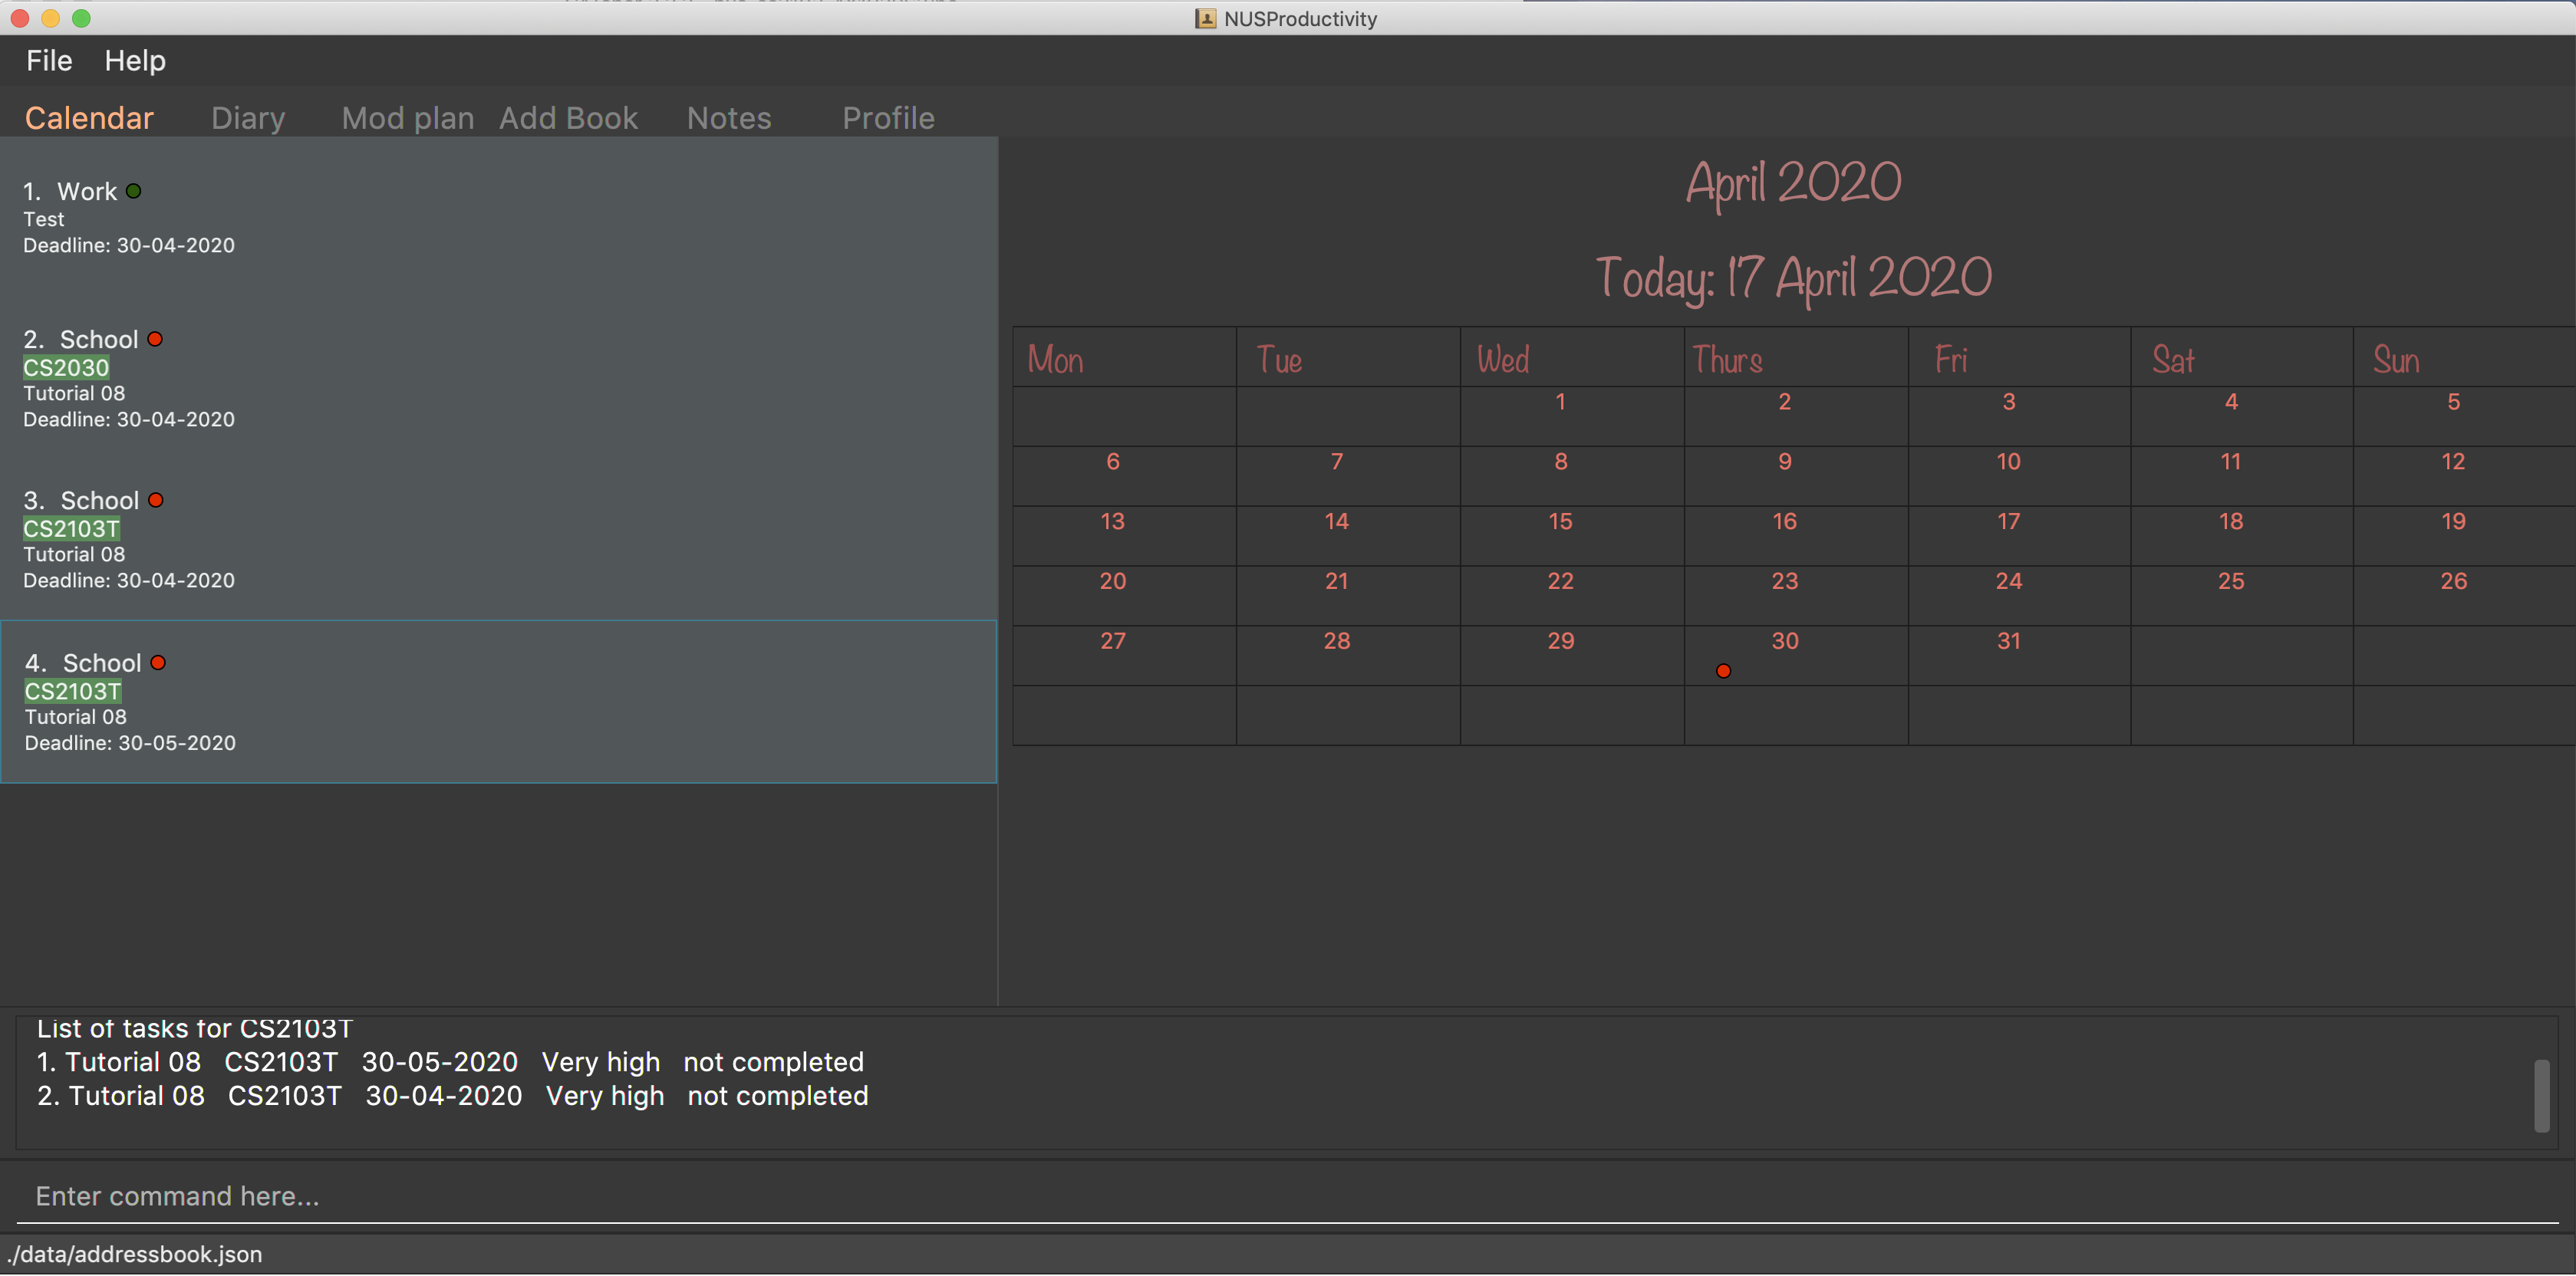 NUSProductivity
File Help
Calendar Diary Mod plan Add Book Notes Profile
1. Work
Test
Deadline: 30-04-2020
2. School
CS2030
Tutorial 08
Deadline: 30-04-2020
3. School
CS2103T
Tutorial 08
Deadline: 30-04-2020
4. School
CS2103T
Tutorial 08
Deadline: 30-05-2020
April 2020
Today: 17 April 2020
Mon Tue Wed Thurs Fri Sat Sun
1 2 3 4 5
6 7 8 9 10 11 12
13 14 15 16 17 18 19
20 21 22 23 24 25 26
27 28 29 30 31
List of tasks for CS2103T
1. Tutorial 08 CS2103T 30-05-2020 Very high not completed
2. Tutorial 08 CS2103T 30-04-2020 Very high not completed
Enter command here...
./data/addressbook.json